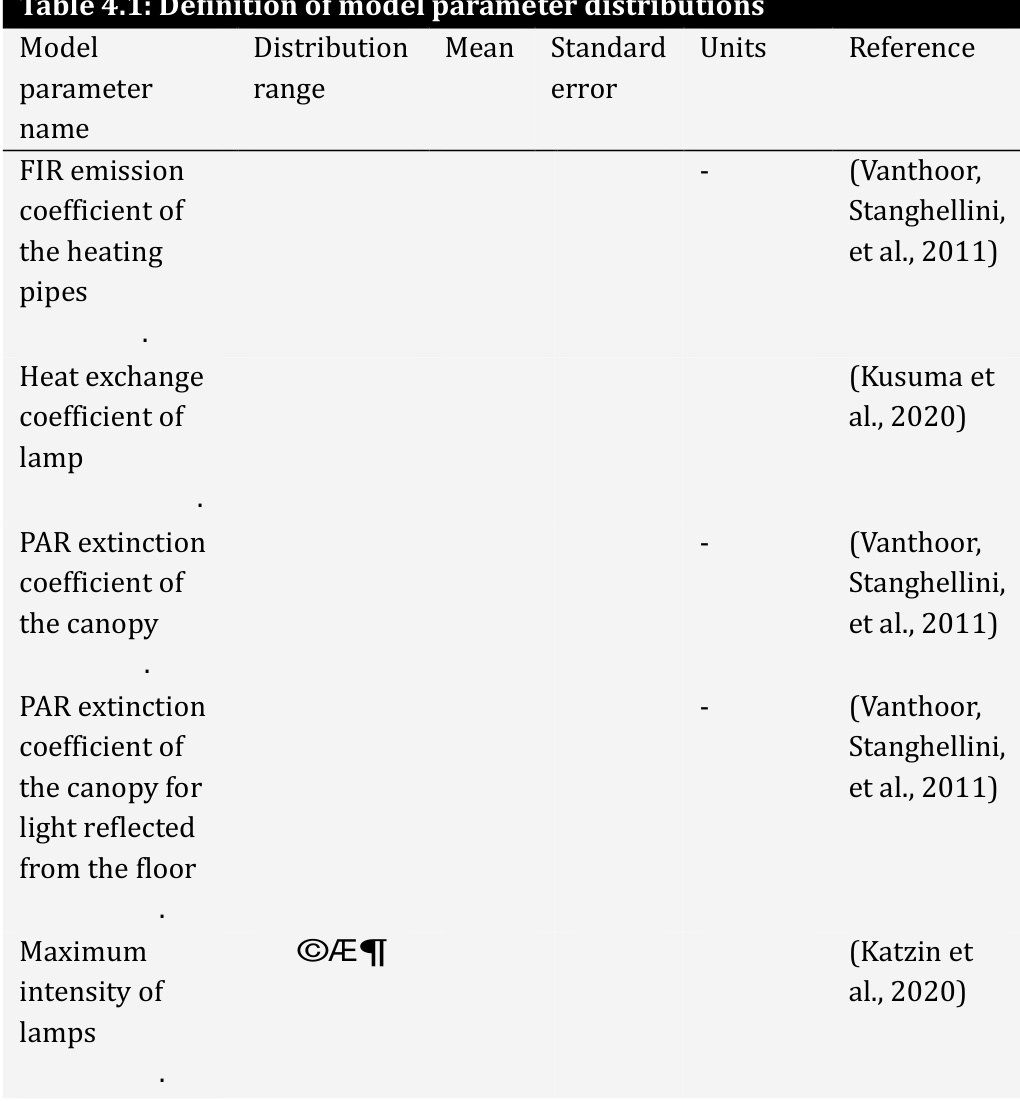 Table 4.1: Definition of model parameter distributions
Model Distribution Mean Standard Units Reference
parameter range error
name
FIR emission - (Vanthoor,
coefficient of Stanghellini,
the heating et al., 2011)
pipes
.
Heat exchange (Kusuma et
coefficient of al., 2020)
lamp
.
PAR extinction - (Vanthoor,
coefficient of Stanghellini,
the canopy et al., 2011)
.
PAR extinction - (Vanthoor,
coefficient of Stanghellini,
the canopy for et al., 2011)
light reflected
from the floor
.
Maximum ©Æ¶ (Katzin et
intensity of al., 2020)
lamps
.